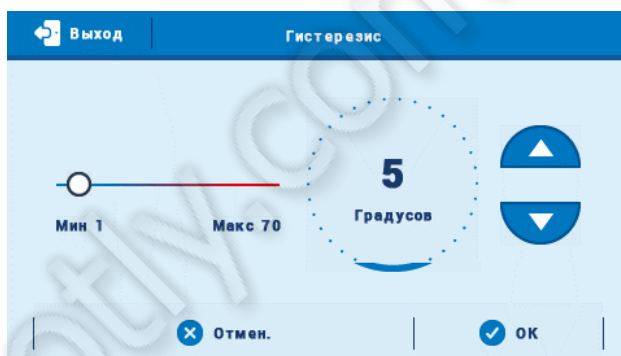 Выход
Гистерезис
5
Градусов
Мин 1
Макс 70
Отмен.
OK